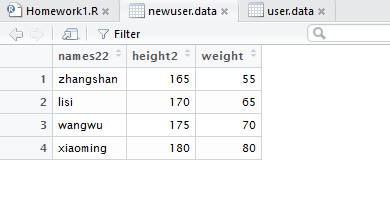 Homework1.R newuser.data user.data
Filter
names22 height2 weight
1 zhangshan 165 55
2 lisi 170 65
3 wangwu 175 70
4 xiaoming 180 80